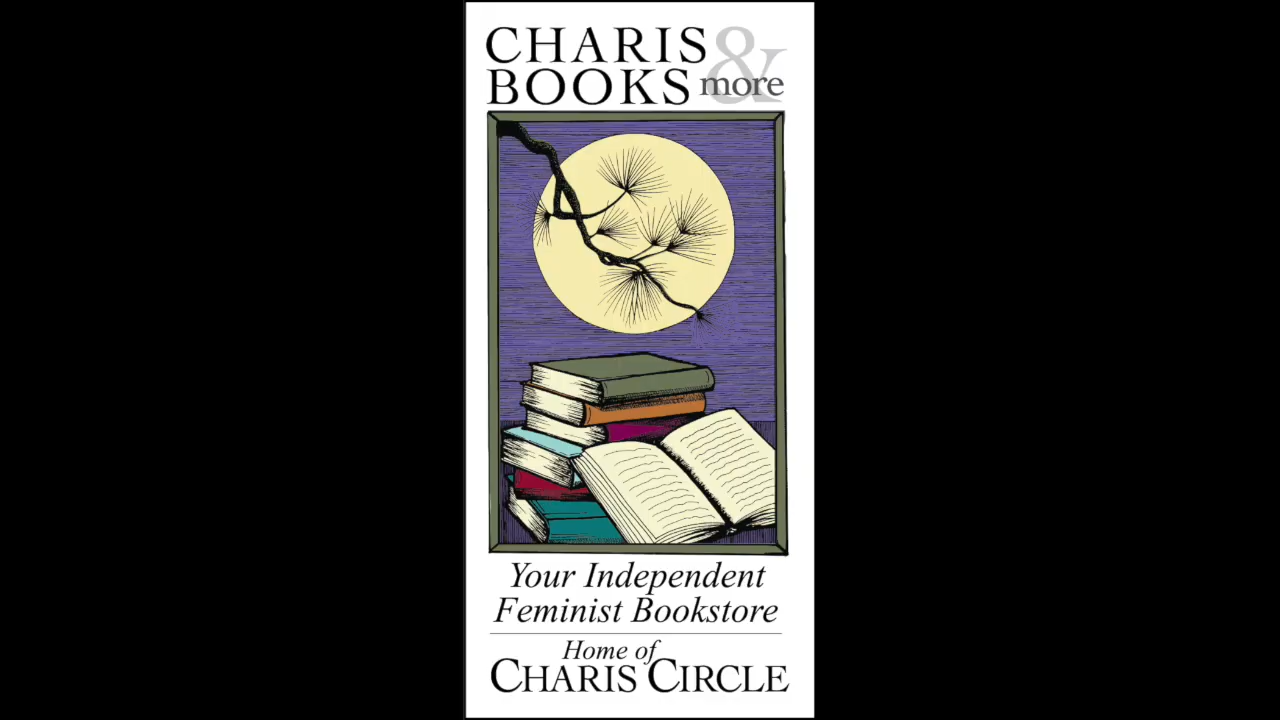 CHARIS &
BOOKS more
Your Independent
Feminist Bookstore
Home of
CHARIS CIRCLE